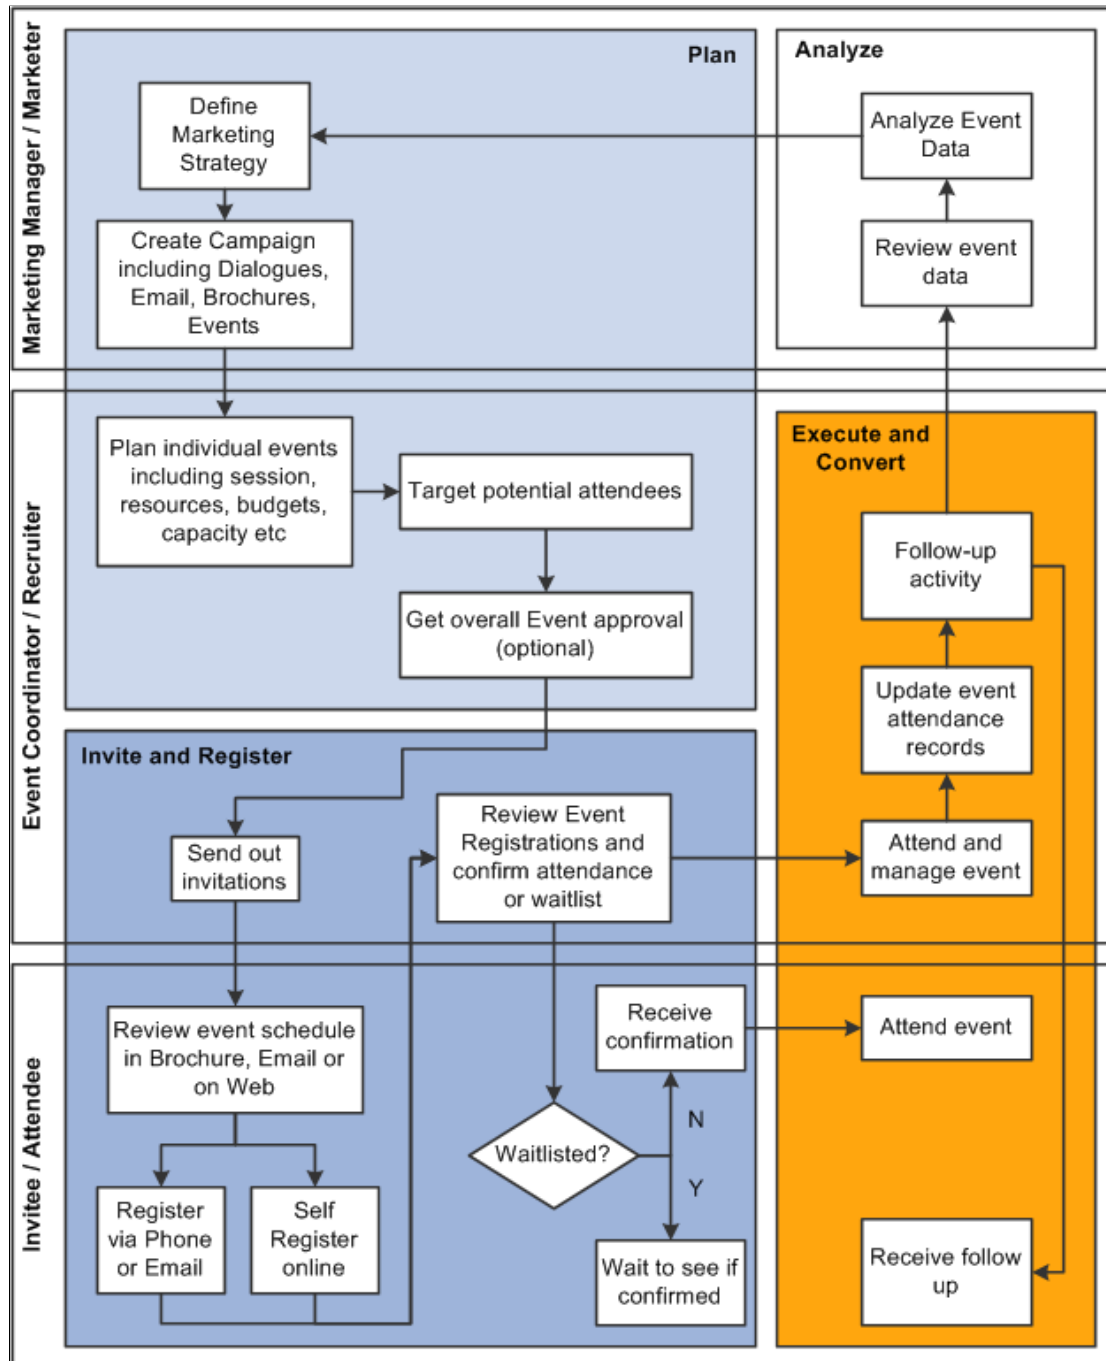 Marketing Manager / Marketer
Plan
Define
Marketing
Strategy
Create Campaign
including Dialogues,
Email, Brochures,
Events
Analyze
Analyze Event
Data
Review event
data
Event Coordinator / Recruiter
Plan individual events
including session,
resources, budgets,
capacity etc
Target potential attendees
Get overall Event approval
(optional)
Execute and
Convert
Follow-up
activity
Update event
attendance
records
Attend and
manage event
Invite and Register
Send out
invitations
Review Event
Registrations and
confirm attendance
or waitlist
Invitee / Attendee
Review event schedule
in Brochure, Email or
on Web
Register
via Phone
or Email
Self
Register
online
Waitlisted?
N
Y
Receive
confirmation
Wait to see if
confirmed
Attend event
Receive follow
up